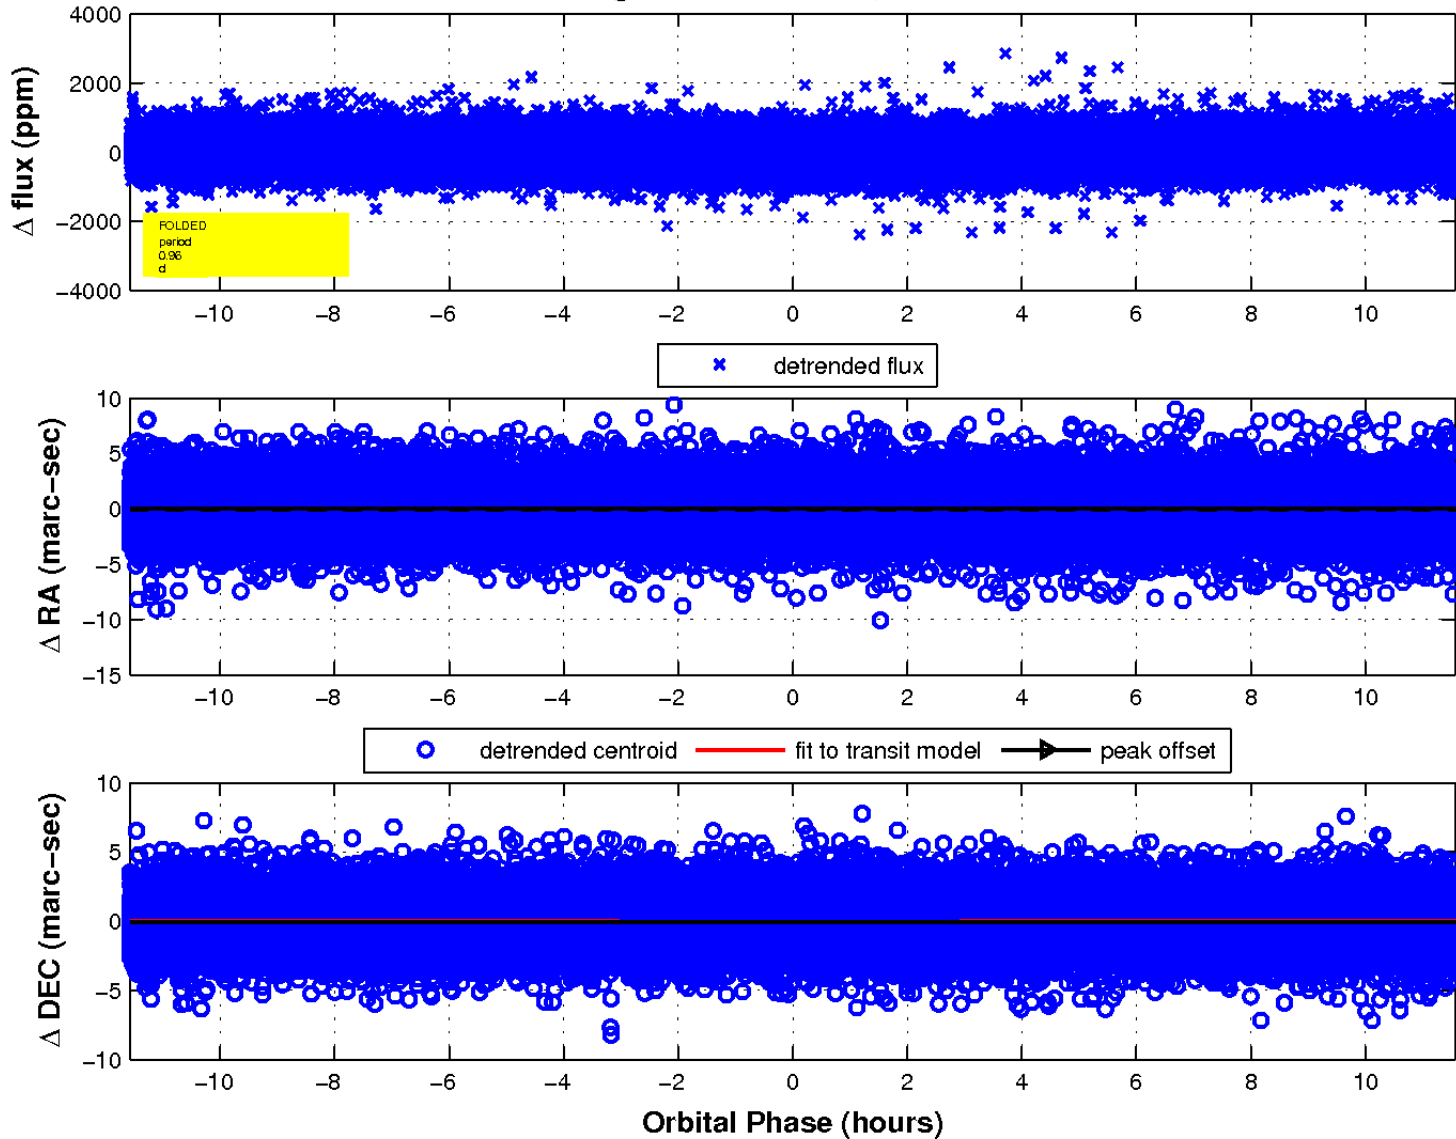 4000
2000
0
−2000
−4000
Δ flux (ppm)
FOLDED
period
0.96
d
−10 −8 −6 −4 −2 0 2 4 6 8 10
detrended flux
10
5
0
−5
−10
−15
Δ RA (marc−sec)
−10 −8 −6 −4 −2 0 2 4 6 8 10
detrended centroid fit to transit model peak offset
10
5
0
−5
−10
Δ DEC (marc−sec)
−10 −8 −6 −4 −2 0 2 4 6 8 10
Orbital Phase (hours)